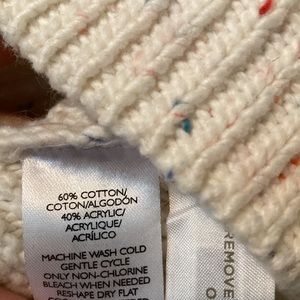 60% COTTON/
COTON/ALGODÓN
40% ACRYLIC/
ACRYLIQUE/
ACRÍLICO
MACHINE WASH COLD
GENTLE CYCLE
ONLY NON-CHLORINE
BLEACH WHEN NEEDED
RESHAPE DRY FLAT
REMOVE